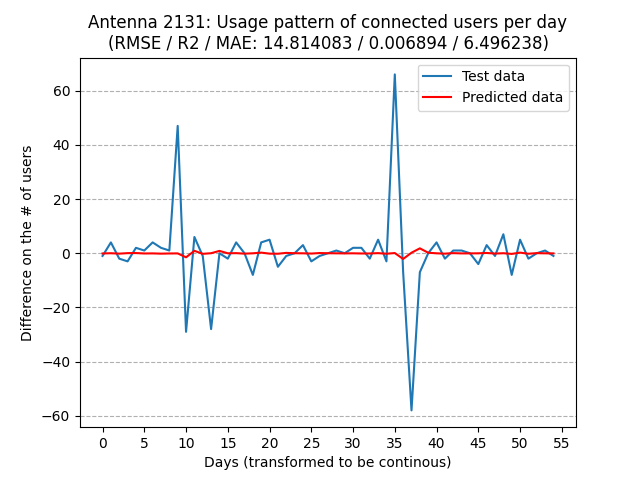 Antenna 2131: Usage pattern of connected users per day
(RMSE / R2 / MAE: 14.814083 / 0.006894 / 6.496238)
Test data
Predicted data
Difference on the # of users
60
40
20
0
−20
−40
−60
0 5 10 15 20 25 30 35 40 45 50 55
Days (transformed to be continous)